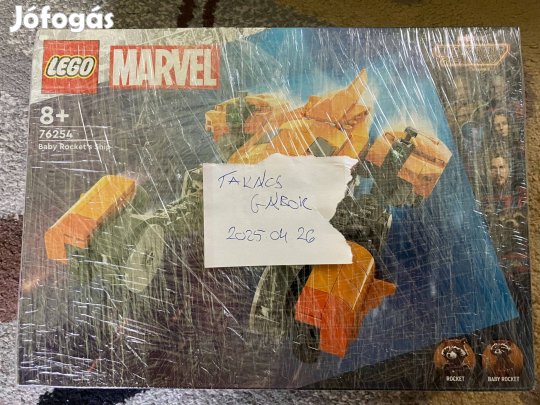 Jófogás
LEGO
MARVEL
8+
76254
Baby Rocket's Ship
TAKACS
GABOR
2025 04 26
ROCKET
BABY ROCKET